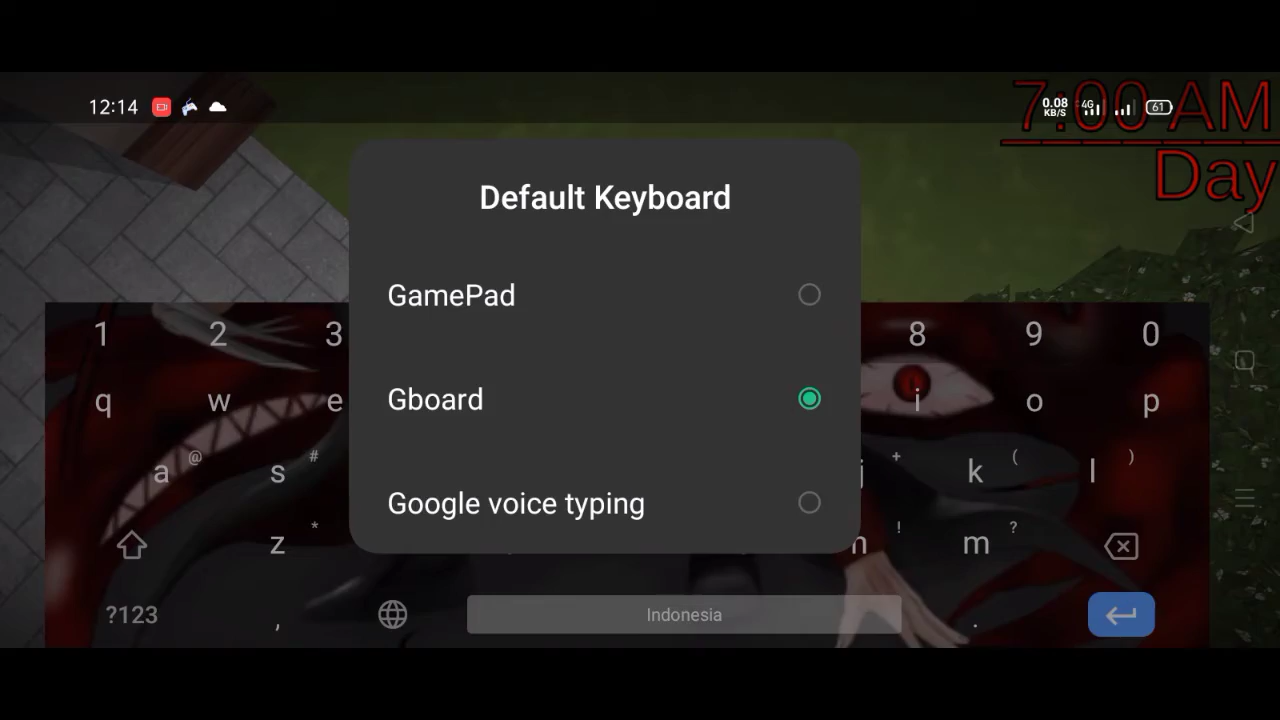 12:14
0.08
KB/S
4G
61
7:00 AM
Day
Default Keyboard
GamePad
Gboard
Google voice typing
1 2 3 8 9 0
q w e i o p
@ # + ( )
a s j k l
* ! ?
z n m
?123 , Indonesia .